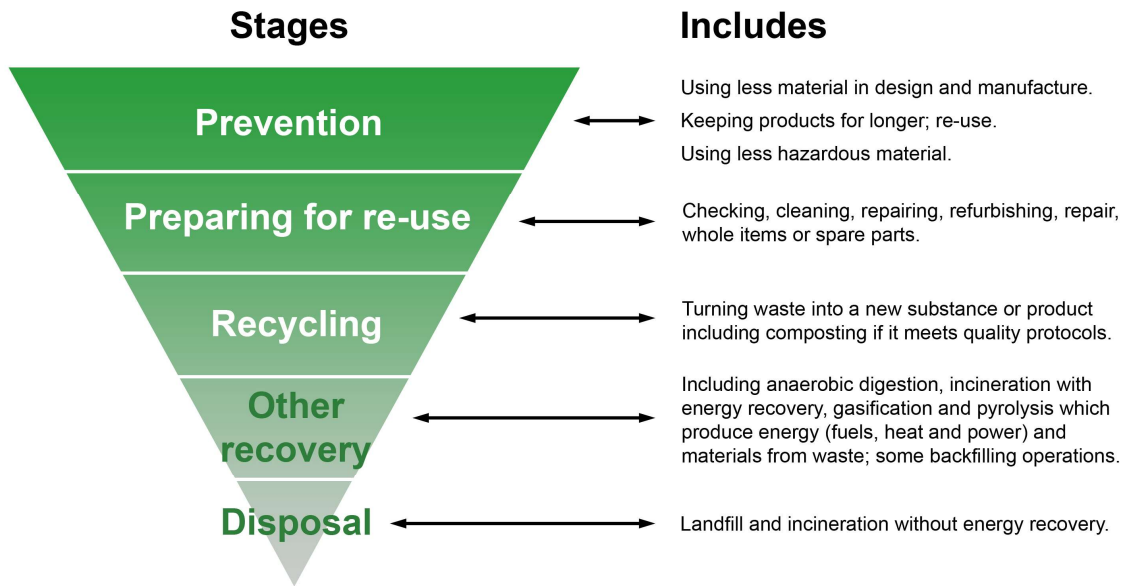 Stages
Includes
Prevention
Using less material in design and manufacture.
Keeping products for longer; re-use.
Using less hazardous material.
Preparing for re-use
Checking, cleaning, repairing, refurbishing, repair,
whole items or spare parts.
Recycling
Turning waste into a new substance or product
including composting if it meets quality protocols.
Other
recovery
Including anaerobic digestion, incineration with
energy recovery, gasification and pyrolysis which
produce energy (fuels, heat and power) and
materials from waste; some backfilling operations.
Disposal
Landfill and incineration without energy recovery.